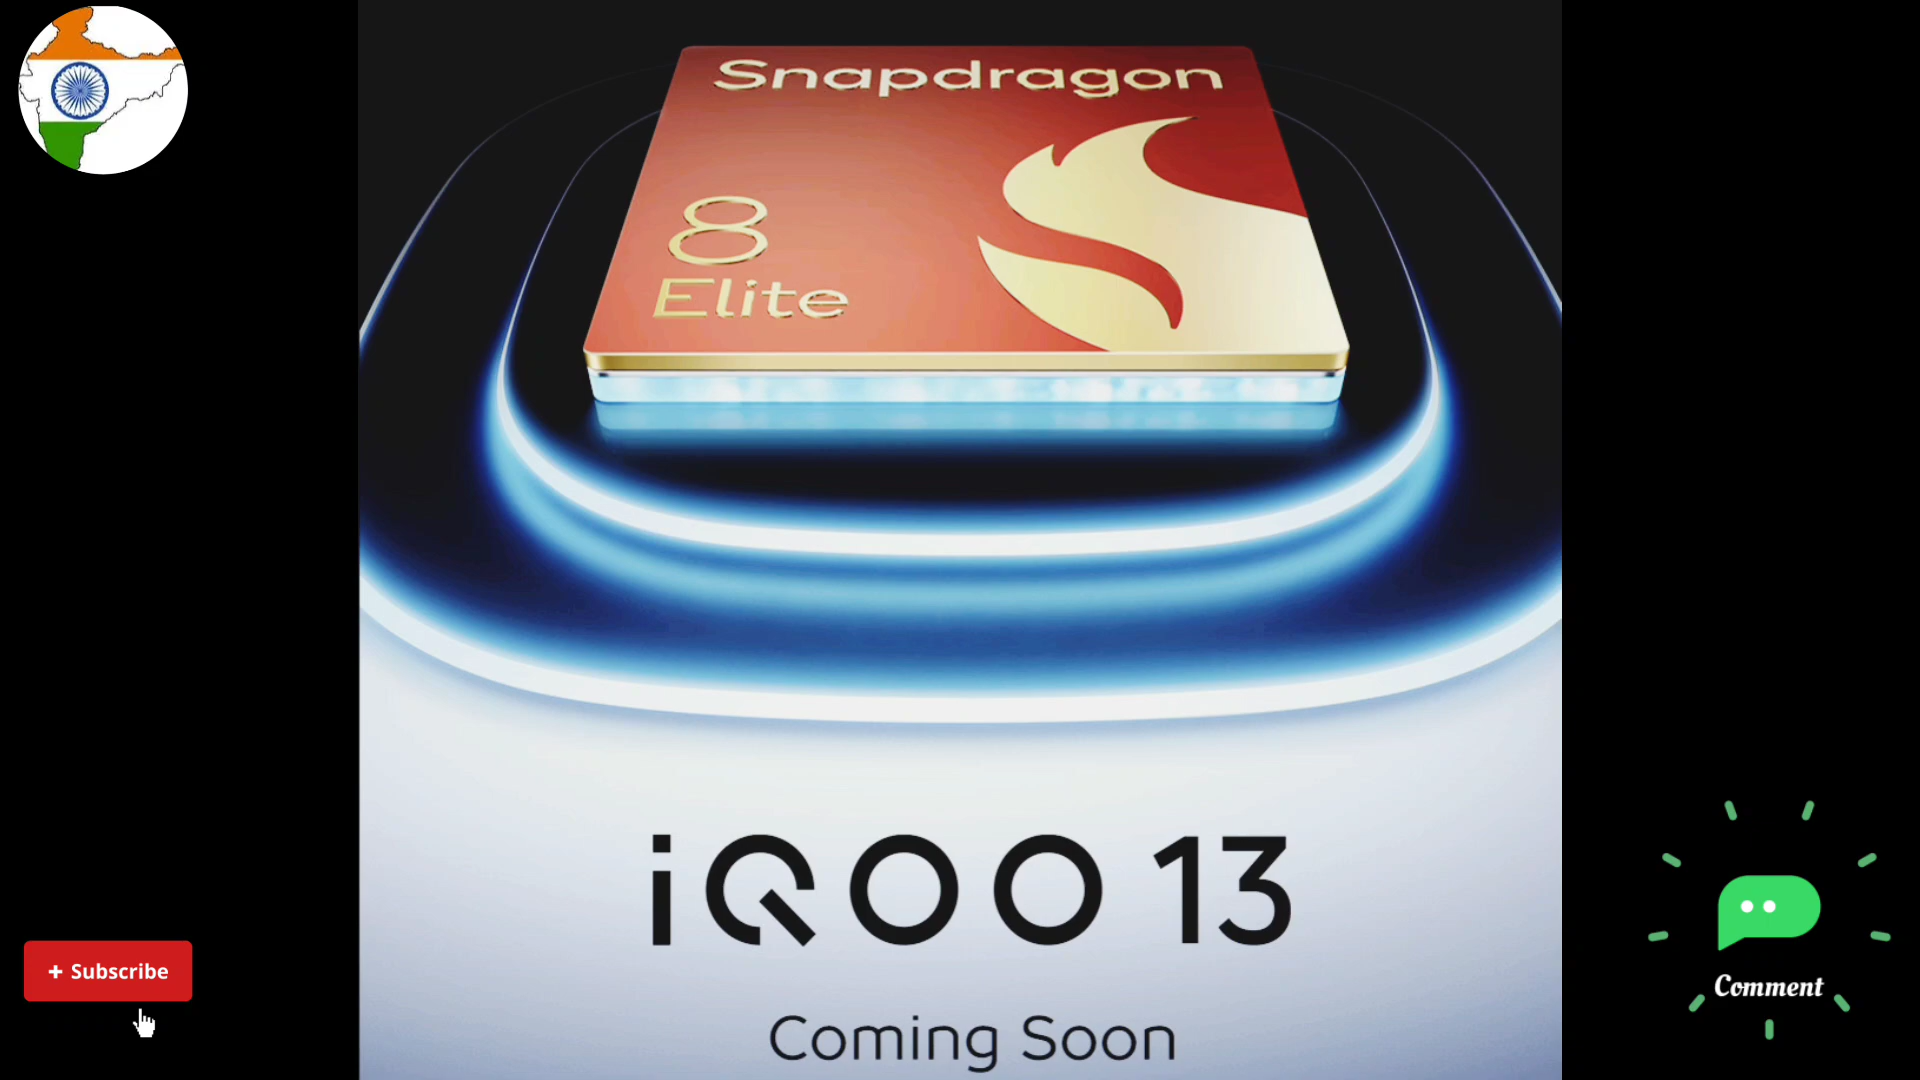 Snapdragon
8
Elite
iQOO 13
Coming Soon
+ Subscribe
Comment